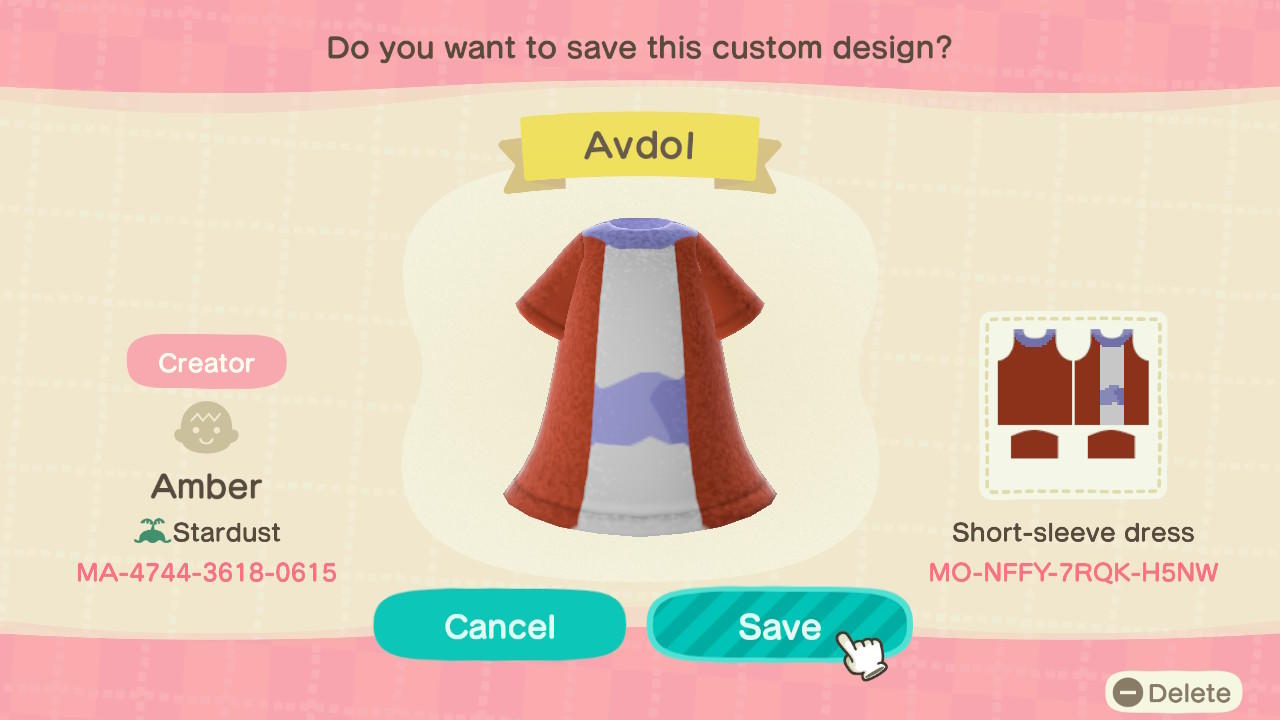 Do you want to save this custom design?
Avdol
Creator
Amber
Stardust
MA-4744-3618-0615
Short-sleeve dress
MO-NFFY-7RQK-H5NW
Cancel
Save
Delete